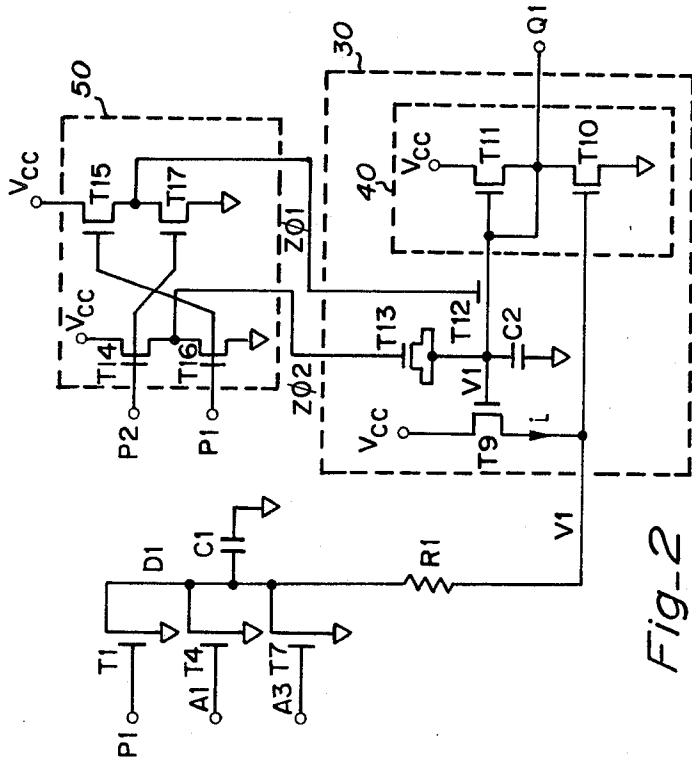 50
VCC
VCC
T15
T14
T17
T16
P2
P1
ZØ1
ZØ2
30
40
VCC
VCC
T11
T13
T12
Q1
V1
T9
C2
T10
i
P1
T1
D1
A1
T4
C1
A3
T7
R1
V1
Fig_2